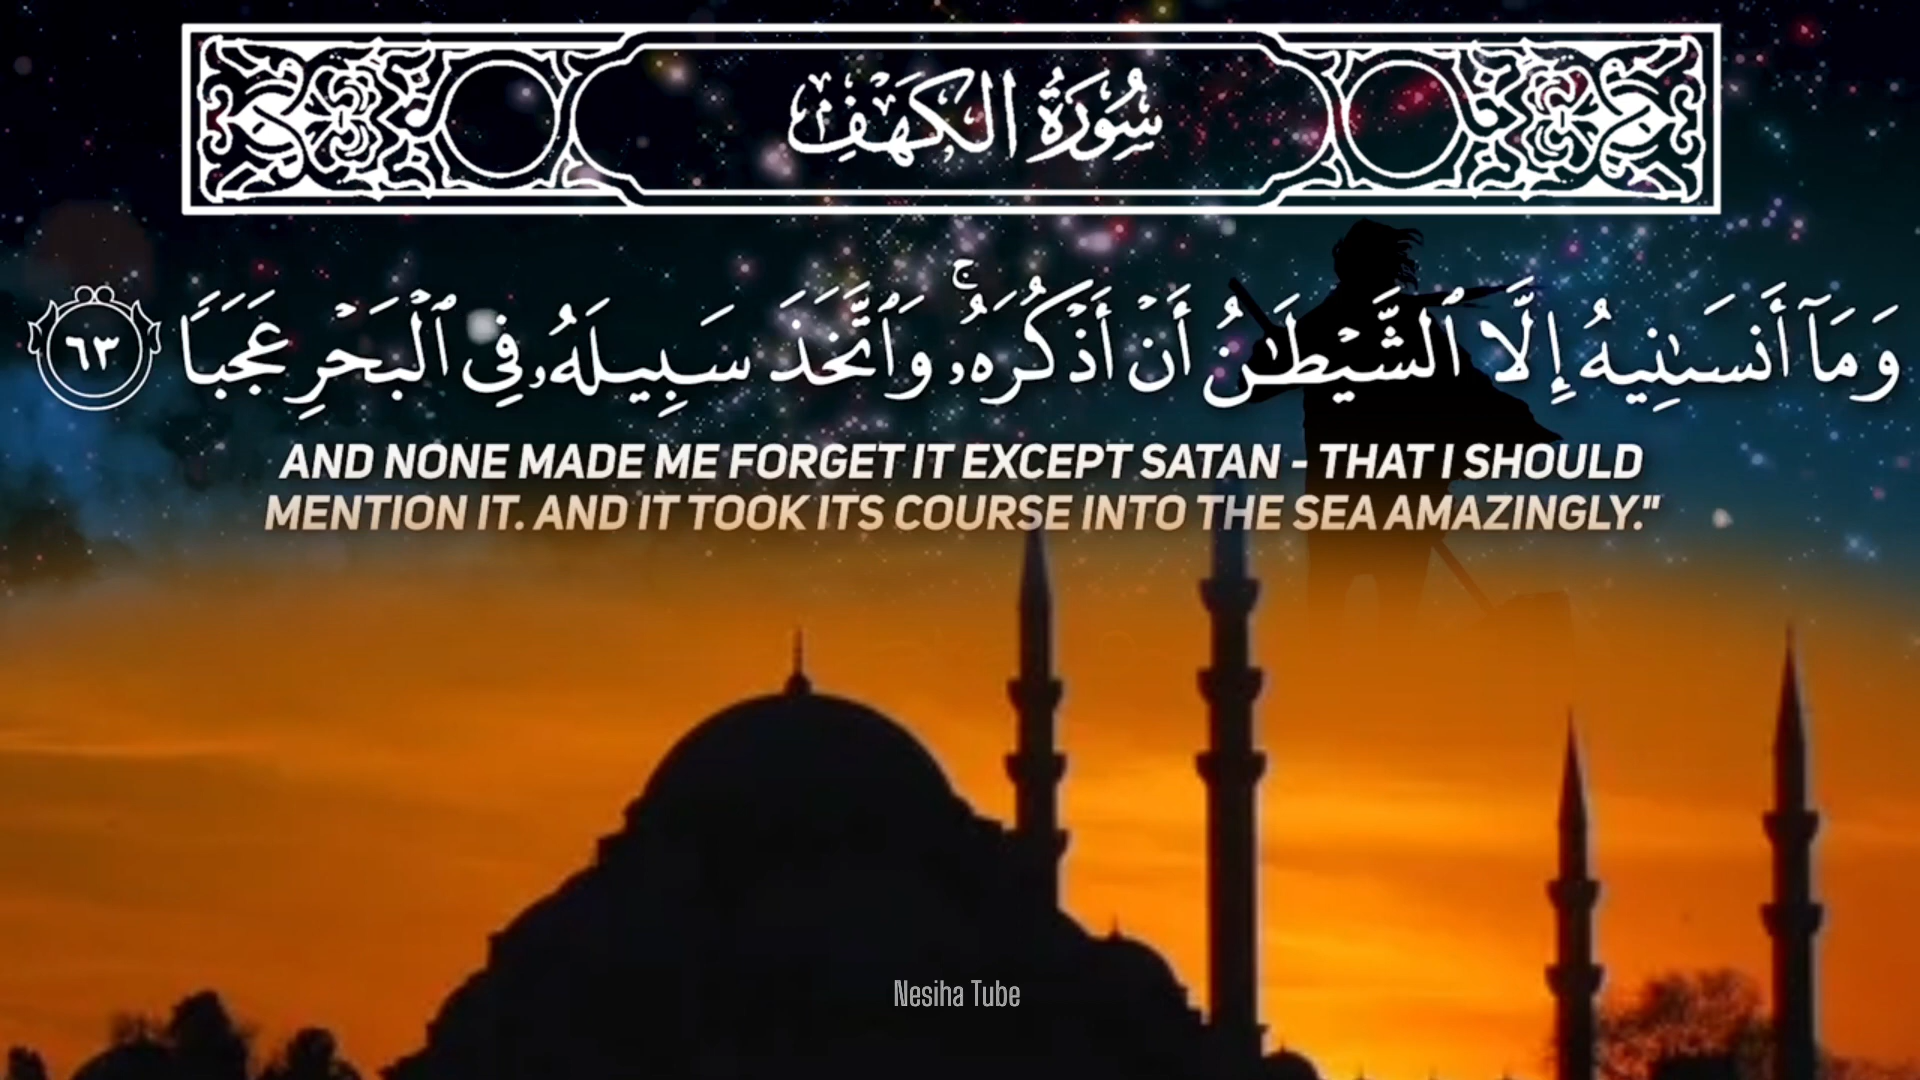 سُورَةُ الكَهْفِ
وَمَآ أَنسَىٰنِيهُ إِلَّا ٱلشَّيْطَـٰنُ أَنْ أَذْكُرَهُۥ ۚ وَٱتَّخَذَ سَبِيلَهُۥ فِى ٱلْبَحْرِ عَجَبًا ٦٣
AND NONE MADE ME FORGET IT EXCEPT SATAN - THAT I SHOULD
MENTION IT. AND IT TOOK ITS COURSE INTO THE SEA AMAZINGLY."
Nesiha Tube